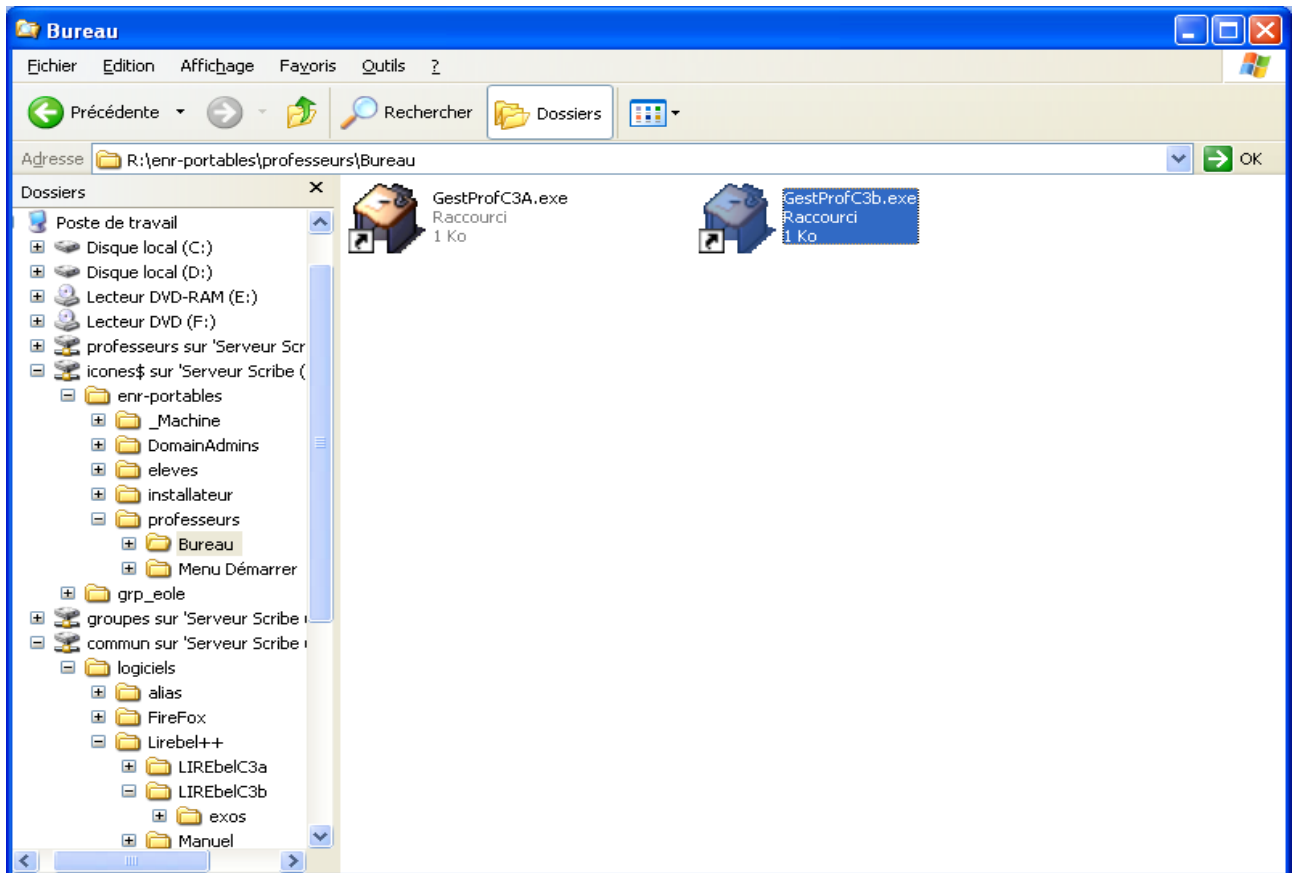 Bureau
Fichier Edition Affichage Favoris Outils ?
Précédente Rechercher Dossiers
Adresse R:\enr-portables\professeurs\Bureau OK
Dossiers
Poste de travail
Disque local (C:)
Disque local (D:)
Lecteur DVD-RAM (E:)
Lecteur DVD (F:)
professeurs sur 'Serveur Scr
icones$ sur 'Serveur Scribe (
enr-portables
_Machine
DomainAdmins
eleves
installateur
professeurs
Bureau
Menu Démarrer
grp_eole
groupes sur 'Serveur Scribe (
commun sur 'Serveur Scribe (
logiciels
alias
FireFox
Lirebel++
LIREbelC3a
LIREbelC3b
exos
Manuel
GestProfC3A.exe
Raccourci
1 Ko
GestProfC3b.exe
Raccourci
1 Ko